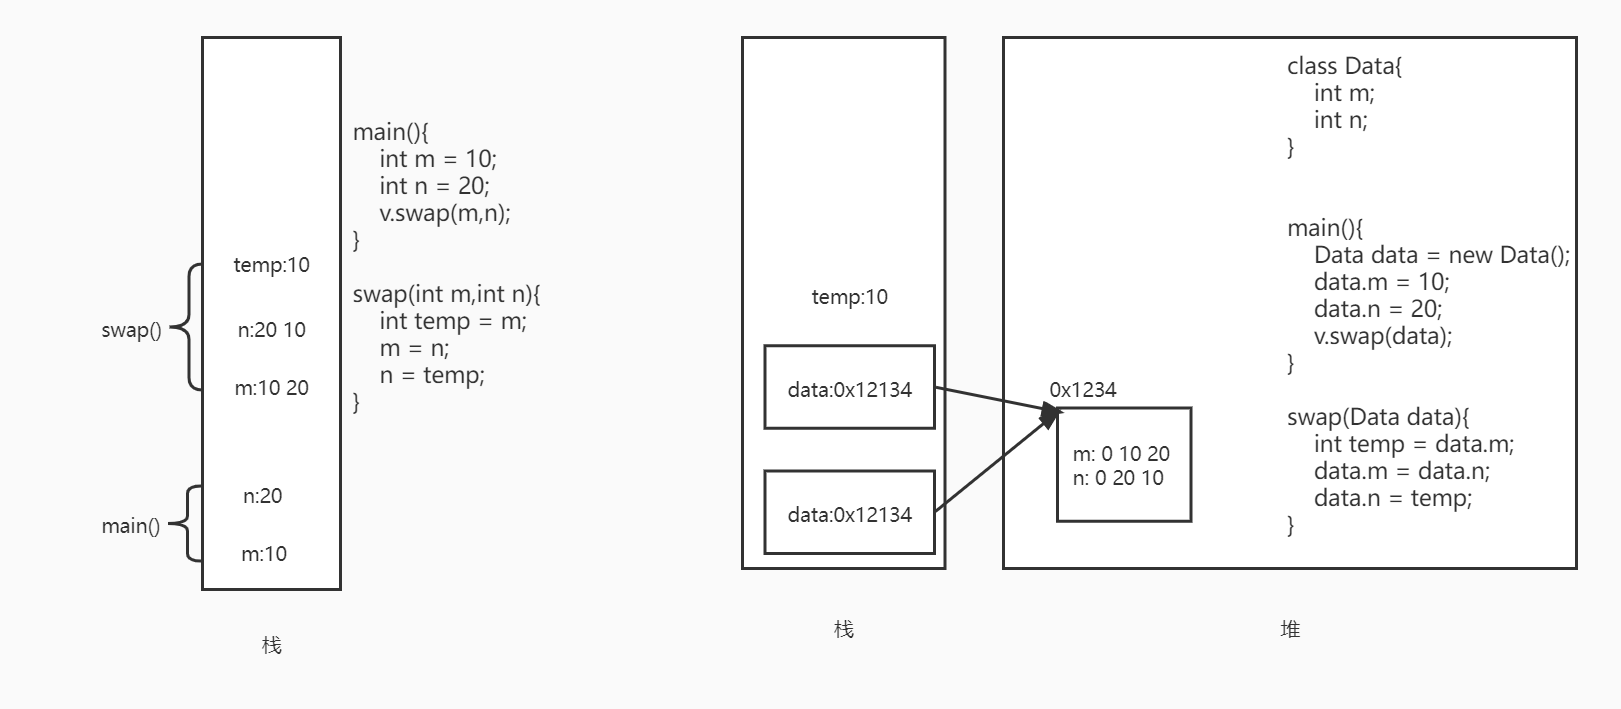 main(){
int m = 10;
int n = 20;
v.swap(m,n);
}
swap(int m,int n){
int temp = m;
m = n;
n = temp;
}
temp:10
n:20 10
m:10 20
swap()
n:20
m:10
main()
栈
temp:10
data:0x12134
data:0x12134
栈
0x1234
m: 0 10 20
n: 0 20 10
class Data{
int m;
int n;
}
main(){
Data data = new Data();
data.m = 10;
data.n = 20;
v.swap(data);
}
swap(Data data){
int temp = data.m;
data.m = data.n;
data.n = temp;
}
堆